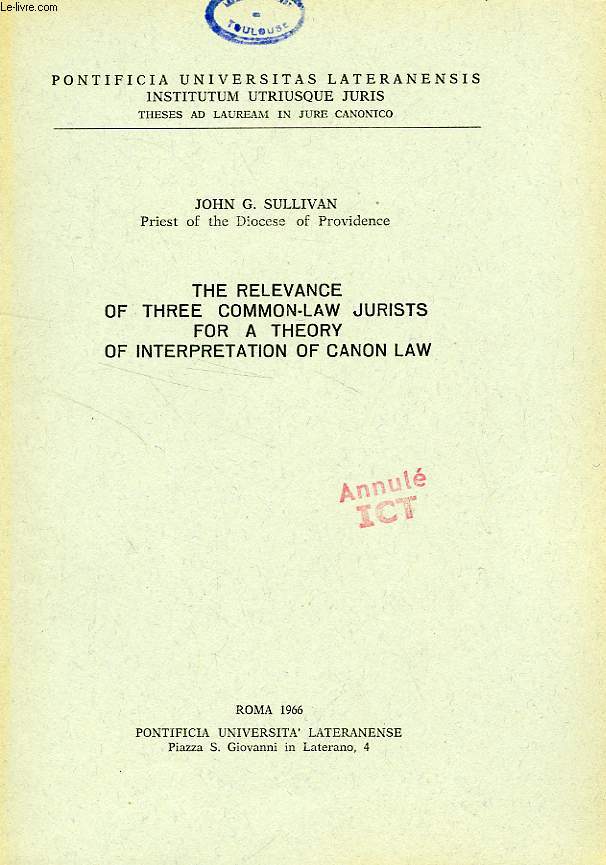 Le-livre.com
TOULOUSE
PONTIFICIA UNIVERSITAS LATERANENSIS
INSTITUTUM UTRIUSQUE JURIS
THESES AD LAUREAM IN JURE CANONICO
JOHN G. SULLIVAN
Priest of the Diocese of Providence
THE RELEVANCE
OF THREE COMMON-LAW JURISTS
FOR A THEORY
OF INTERPRETATION OF CANON LAW
Annulé
ICT
ROMA 1966
PONTIFICIA UNIVERSITA' LATERANENSE
Piazza S. Giovanni in Laterano, 4